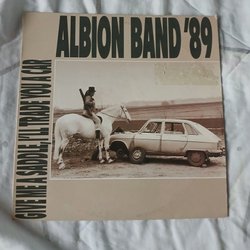 ALBION BAND '89
GIVE ME A SADDLE, I'LL TRADE YOU A CAR